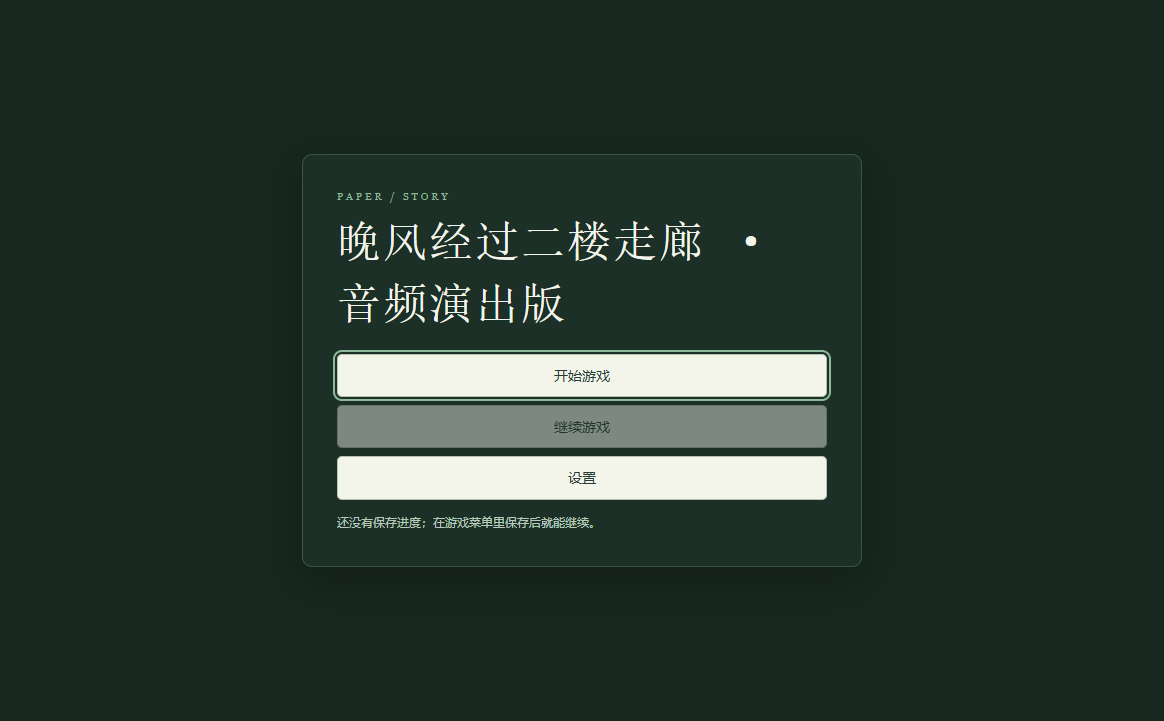 PAPER / STORY
晚风经过二楼走廊 ·
音频演出版
开始游戏
继续游戏
设置
还没有保存进度；在游戏菜单里保存后就能继续。